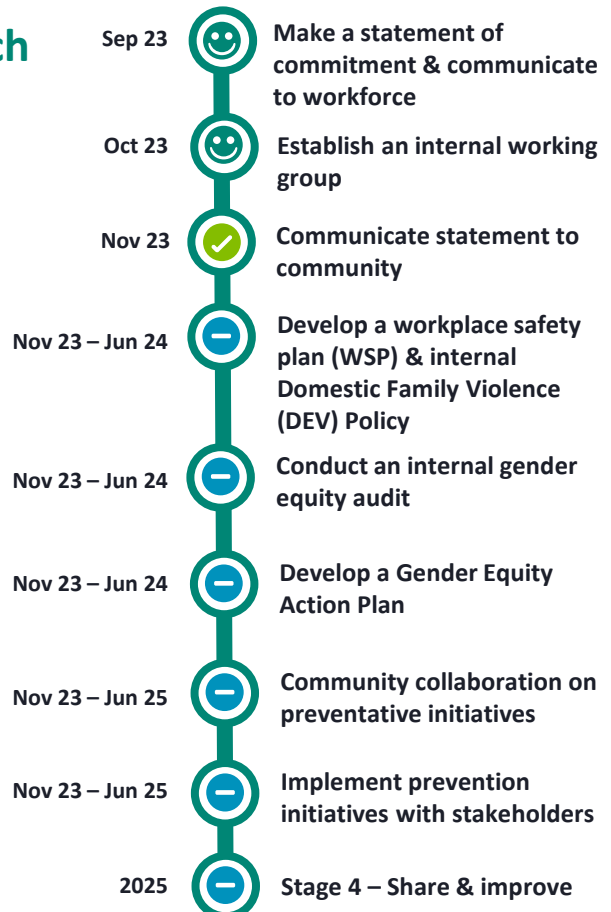 ch
Sep 23
Make a statement of
commitment & communicate
to workforce
Oct 23
Establish an internal working
group
Nov 23
Communicate statement to
community
Nov 23 – Jun 24
Develop a workplace safety
plan (WSP) & internal
Domestic Family Violence
(DEV) Policy
Nov 23 – Jun 24
Conduct an internal gender
equity audit
Nov 23 – Jun 24
Develop a Gender Equity
Action Plan
Nov 23 – Jun 25
Community collaboration on
preventative initiatives
Nov 23 – Jun 25
Implement prevention
initiatives with stakeholders
2025
Stage 4 – Share & improve